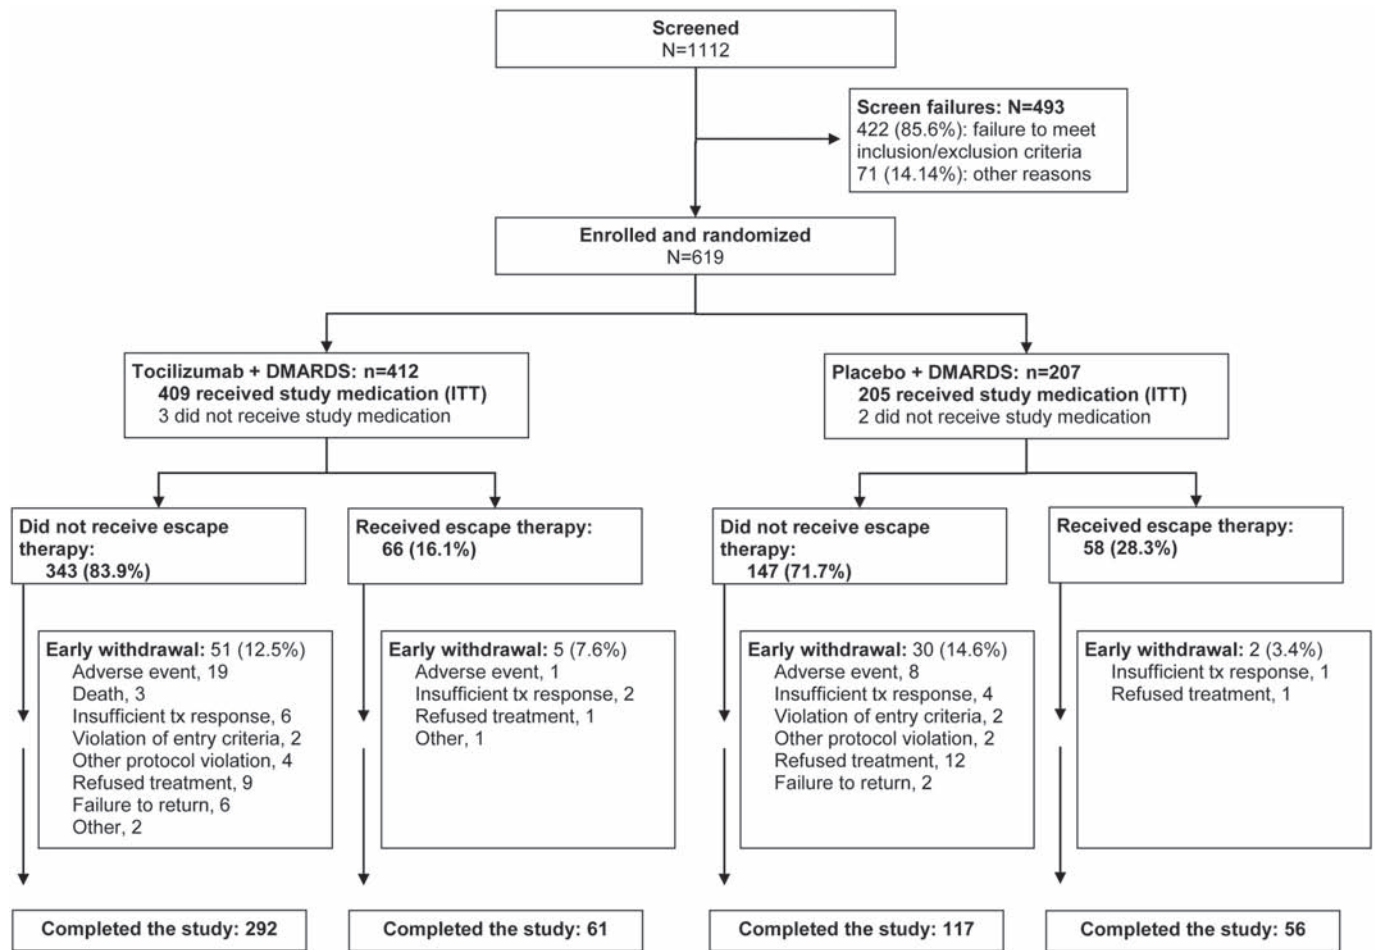 Screened
N=1112
Screen failures: N=493
422 (85.6%): failure to meet
inclusion/exclusion criteria
71 (14.14%): other reasons
Enrolled and randomized
N=619
Tocilizumab + DMARDS: n=412
409 received study medication (ITT)
3 did not receive study medication
Placebo + DMARDS: n=207
205 received study medication (ITT)
2 did not receive study medication
Did not receive escape
therapy:
343 (83.9%)
Received escape therapy:
66 (16.1%)
Did not receive escape
therapy:
147 (71.7%)
Received escape therapy:
58 (28.3%)
Early withdrawal: 51 (12.5%)
Adverse event, 19
Death, 3
Insufficient tx response, 6
Violation of entry criteria, 2
Other protocol violation, 4
Refused treatment, 9
Failure to return, 6
Other, 2
Early withdrawal: 5 (7.6%)
Adverse event, 1
Insufficient tx response, 2
Refused treatment, 1
Other, 1
Early withdrawal: 30 (14.6%)
Adverse event, 8
Insufficient tx response, 4
Violation of entry criteria, 2
Other protocol violation, 2
Refused treatment, 12
Failure to return, 2
Early withdrawal: 2 (3.4%)
Insufficient tx response, 1
Refused treatment, 1
Completed the study: 292
Completed the study: 61
Completed the study: 117
Completed the study: 56